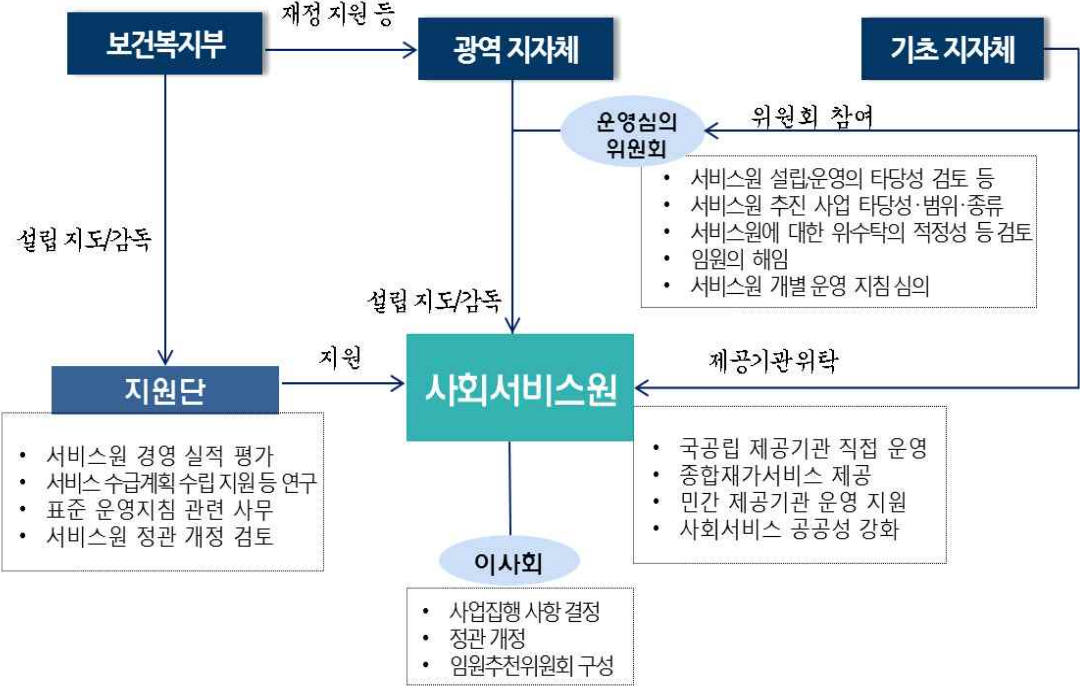 보건복지부
재정 지원 등
광역 지자체
기초 지자체
운영심의
위원회
위원회 참여
• 서비스원 설립·운영의 타당성 검토 등
• 서비스원 추진 사업 타당성·범위·종류
• 서비스원에 대한 위수탁의 적정성 등 검토
• 임원의 해임
• 서비스원 개별 운영 지침 심의
설립 지도/감독
설립 지도/감독
지원단
지원
사회서비스원
제공기관 위탁
• 서비스원 경영 실적 평가
• 서비스 수급계획 수립 지원 등 연구
• 표준 운영지침 관련 사무
• 서비스원 정관 개정 검토
• 국공립 제공기관 직접 운영
• 종합재가서비스 제공
• 민간 제공기관 운영 지원
• 사회서비스 공공성 강화
이사회
• 사업집행 사항 결정
• 정관 개정
• 임원추천위원회 구성